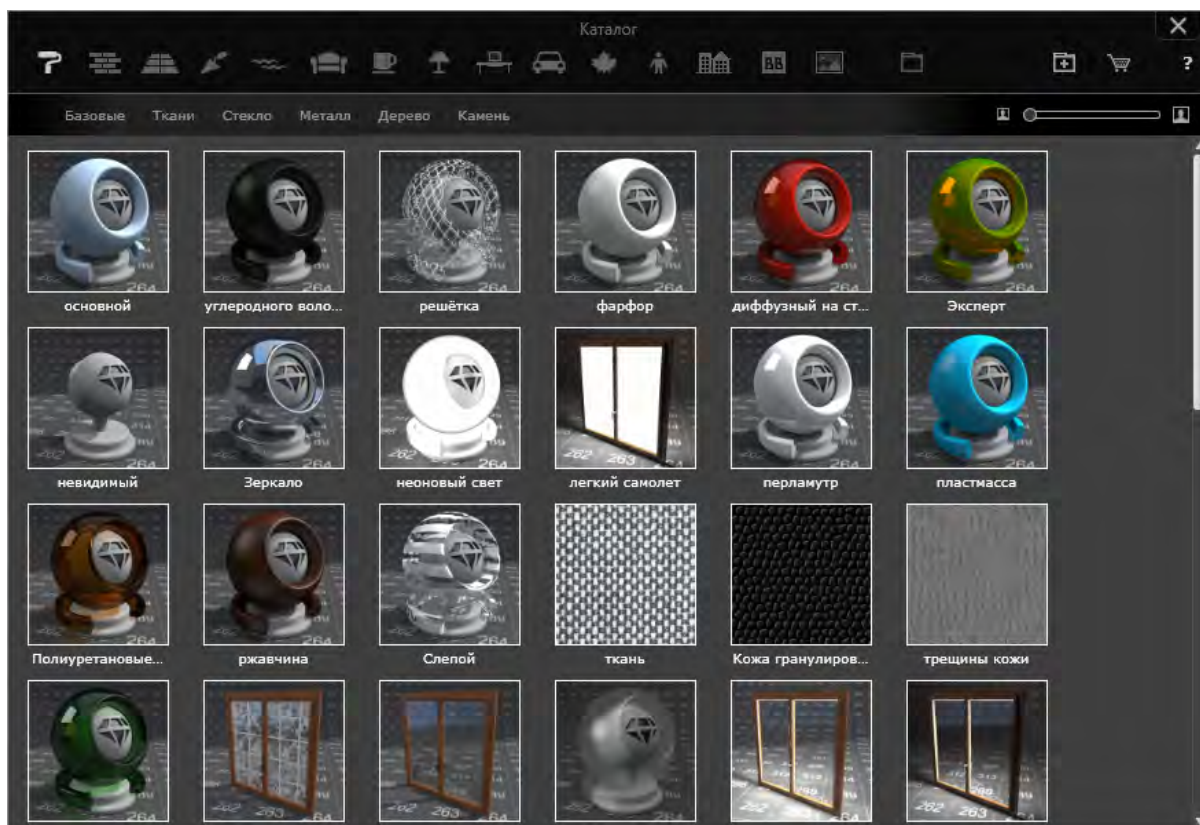 Каталог
BB
?
Базовые Ткани Стекло Металл Дерево Камень
основной углеродного воло... решётка фарфор диффузный на ст... Эксперт
невидимый Зеркало неоновый свет легкий самолет перламутр пластмасса
Полиуретановые... ржавчина Слепой ткань Кожа гранулиров... трещины кожи